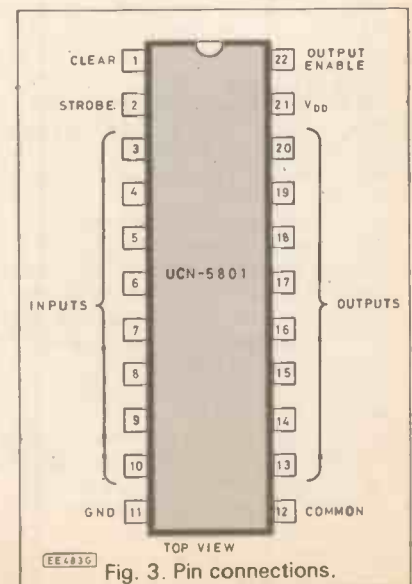 CLEAR 1
22 OUTPUT
ENABLE
STROBE 2
21 VDD
3
20
4
19
5
18
6
17
UCN-5801
INPUTS
OUTPUTS
7
16
8
15
9
14
10
13
GND 11
12 COMMON
TOP VIEW
EE483G
Fig. 3. Pin connections.